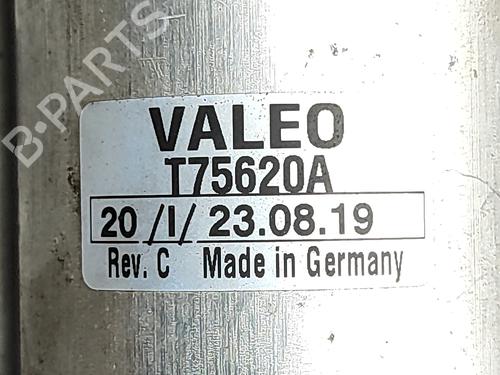 B-PARTS
VALEO
T75620A
20 /I/ 23.08.19
Rev. C Made in Germany